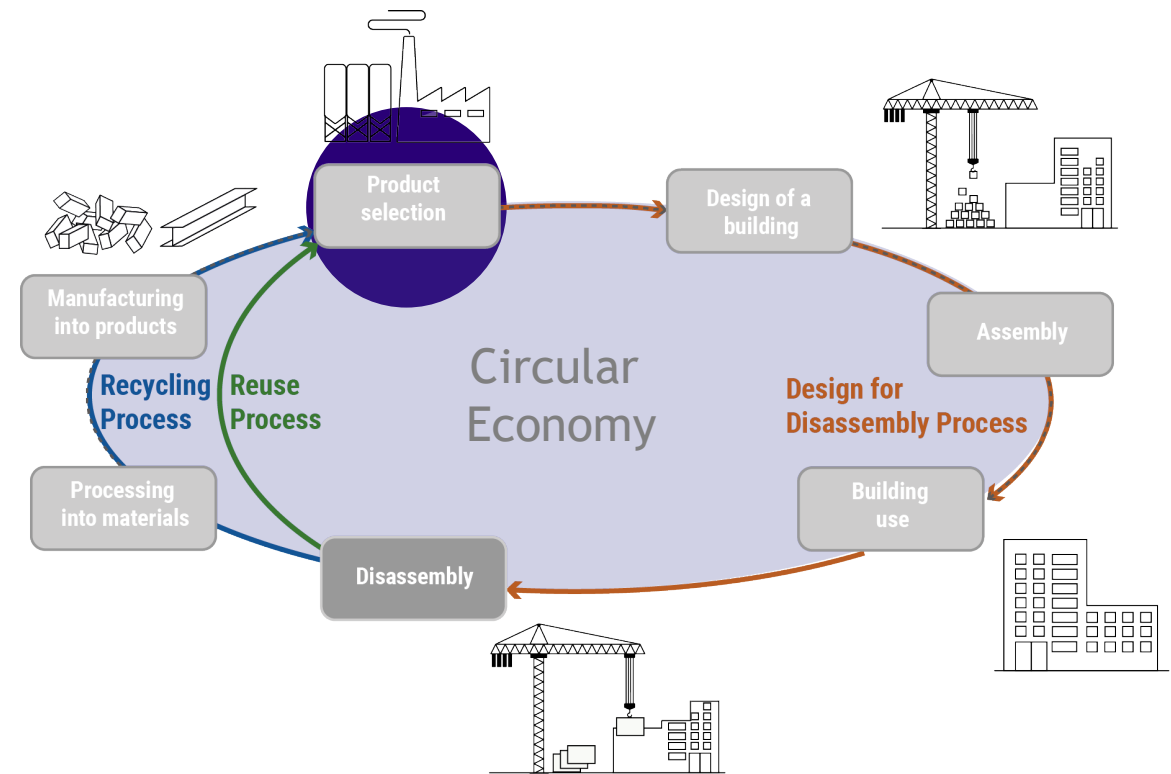 Product
selection
Design of a
building
Manufacturing
into products
Assembly
Recycling
Process
Reuse
Process
Circular
Economy
Design for
Disassembly Process
Processing
into materials
Building
use
Disassembly